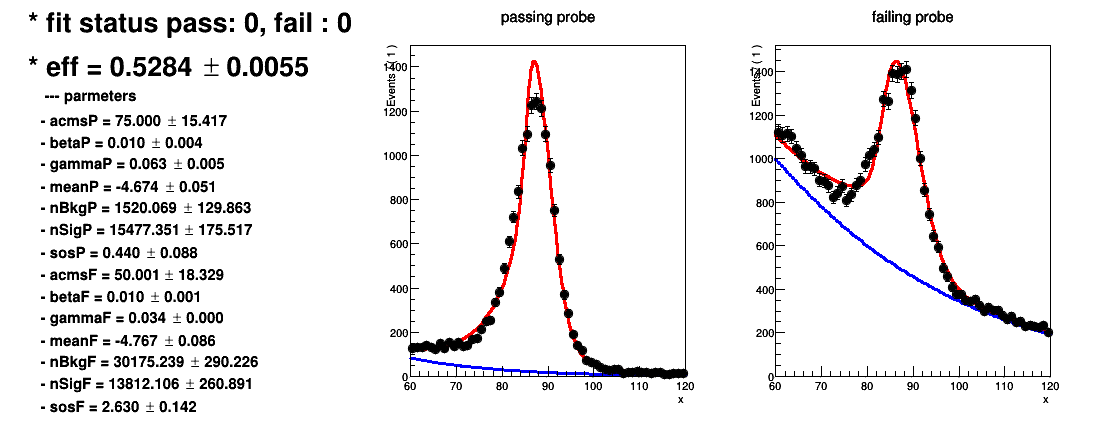 * fit status pass: 0, fail : 0
* eff = 0.5284 ± 0.0055
--- parmeters
- acmsP = 75.000 ± 15.417
- betaP = 0.010 ± 0.004
- gammaP = 0.063 ± 0.005
- meanP = -4.674 ± 0.051
- nBkgP = 1520.069 ± 129.863
- nSigP = 15477.351 ± 175.517
- sosP = 0.440 ± 0.088
- acmsF = 50.001 ± 18.329
- betaF = 0.010 ± 0.001
- gammaF = 0.034 ± 0.000
- meanF = -4.767 ± 0.086
- nBkgF = 30175.239 ± 290.226
- nSigF = 13812.106 ± 260.891
- sosF = 2.630 ± 0.142
passing probe
Events / ( 1 )
1400
1200
1000
800
600
400
200
0
60 70 80 90 100 110 120
x
failing probe
Events / ( 1 )
1400
1200
1000
800
600
400
200
0
60 70 80 90 100 110 120
x